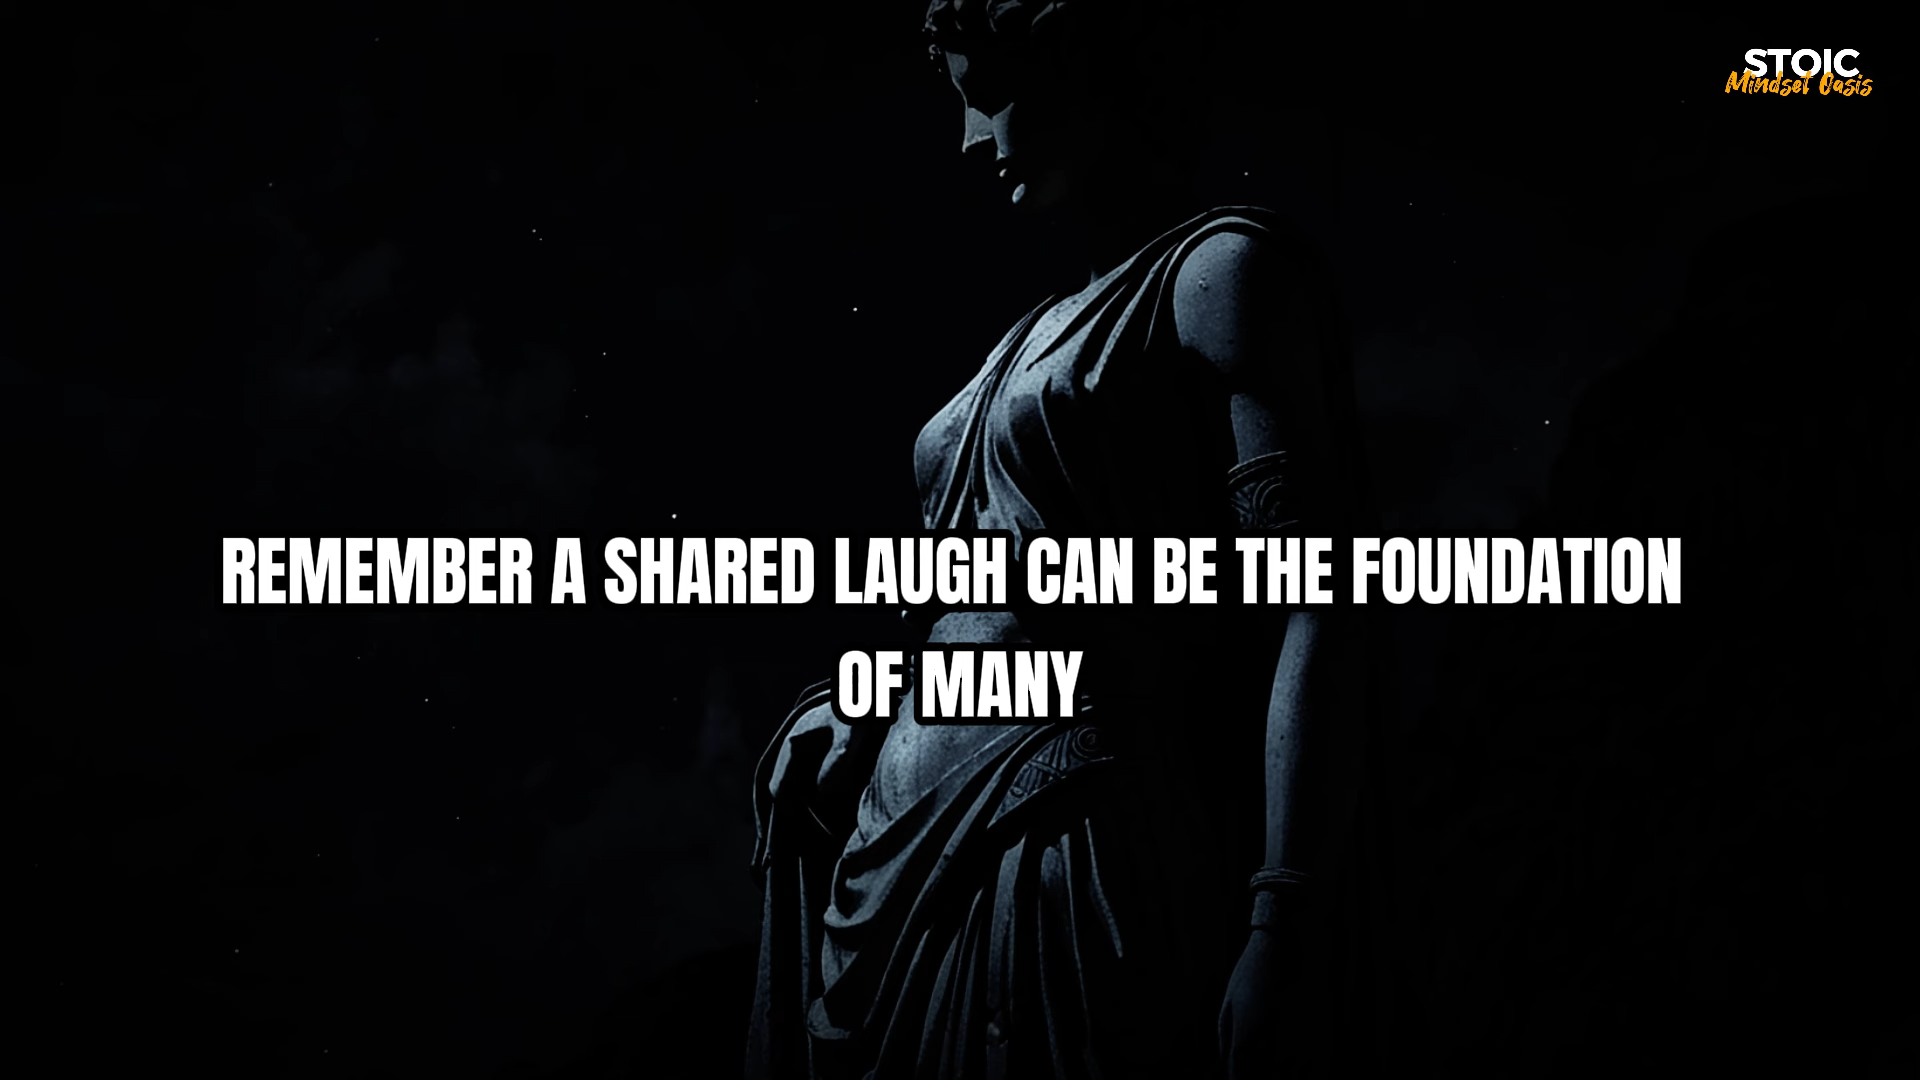 STOIC
Mindset Oasis
REMEMBER A SHARED LAUGH CAN BE THE FOUNDATION
OF MANY